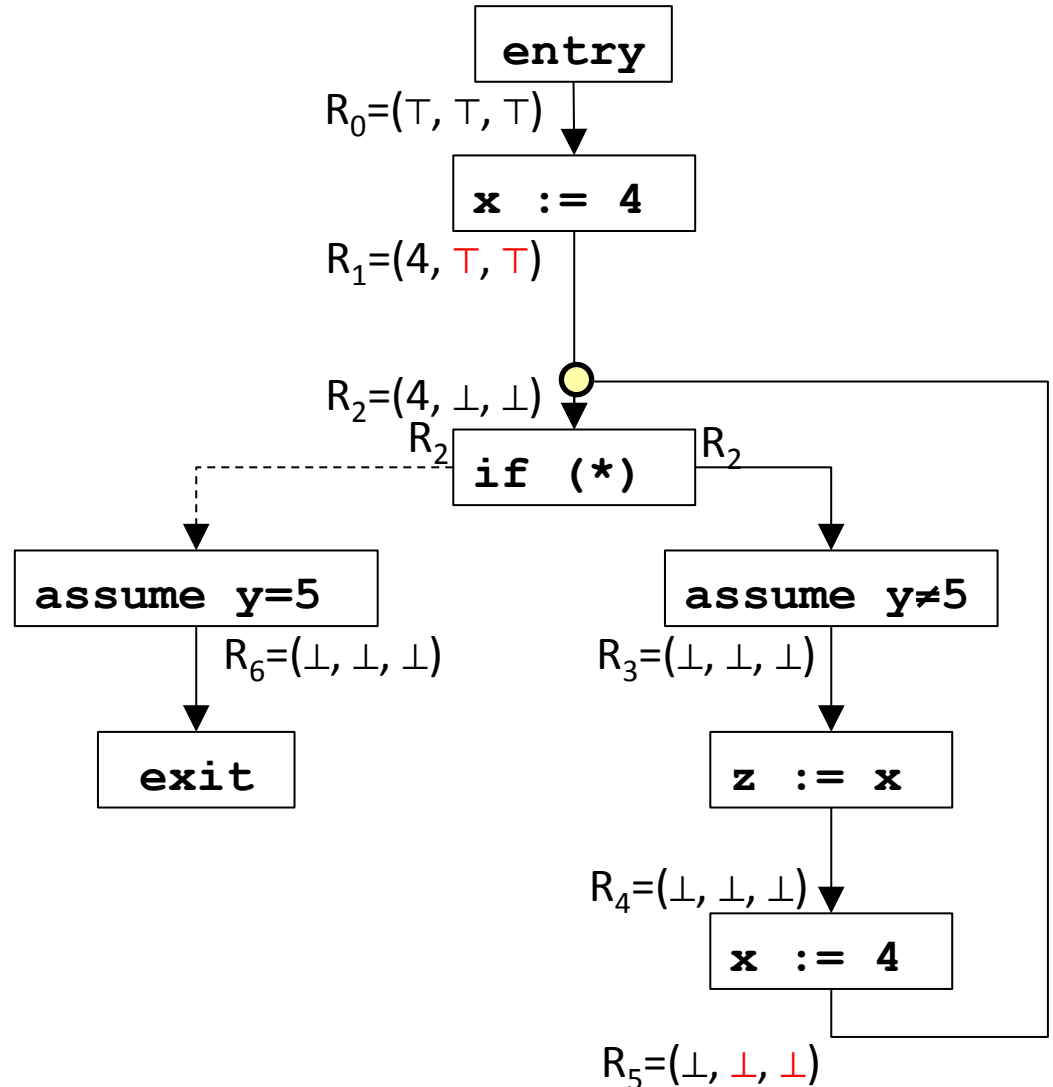 entry
R₀=(⊤, ⊤, ⊤)
x := 4
R₁=(4, ⊤, ⊤)
R₂=(4, ⊥, ⊥)
R₂
if (*)
R₂
assume y=5
assume y≠5
R₆=(⊥, ⊥, ⊥)
R₃=(⊥, ⊥, ⊥)
exit
z := x
R₄=(⊥, ⊥, ⊥)
x := 4
R₅=(⊥, ⊥, ⊥)